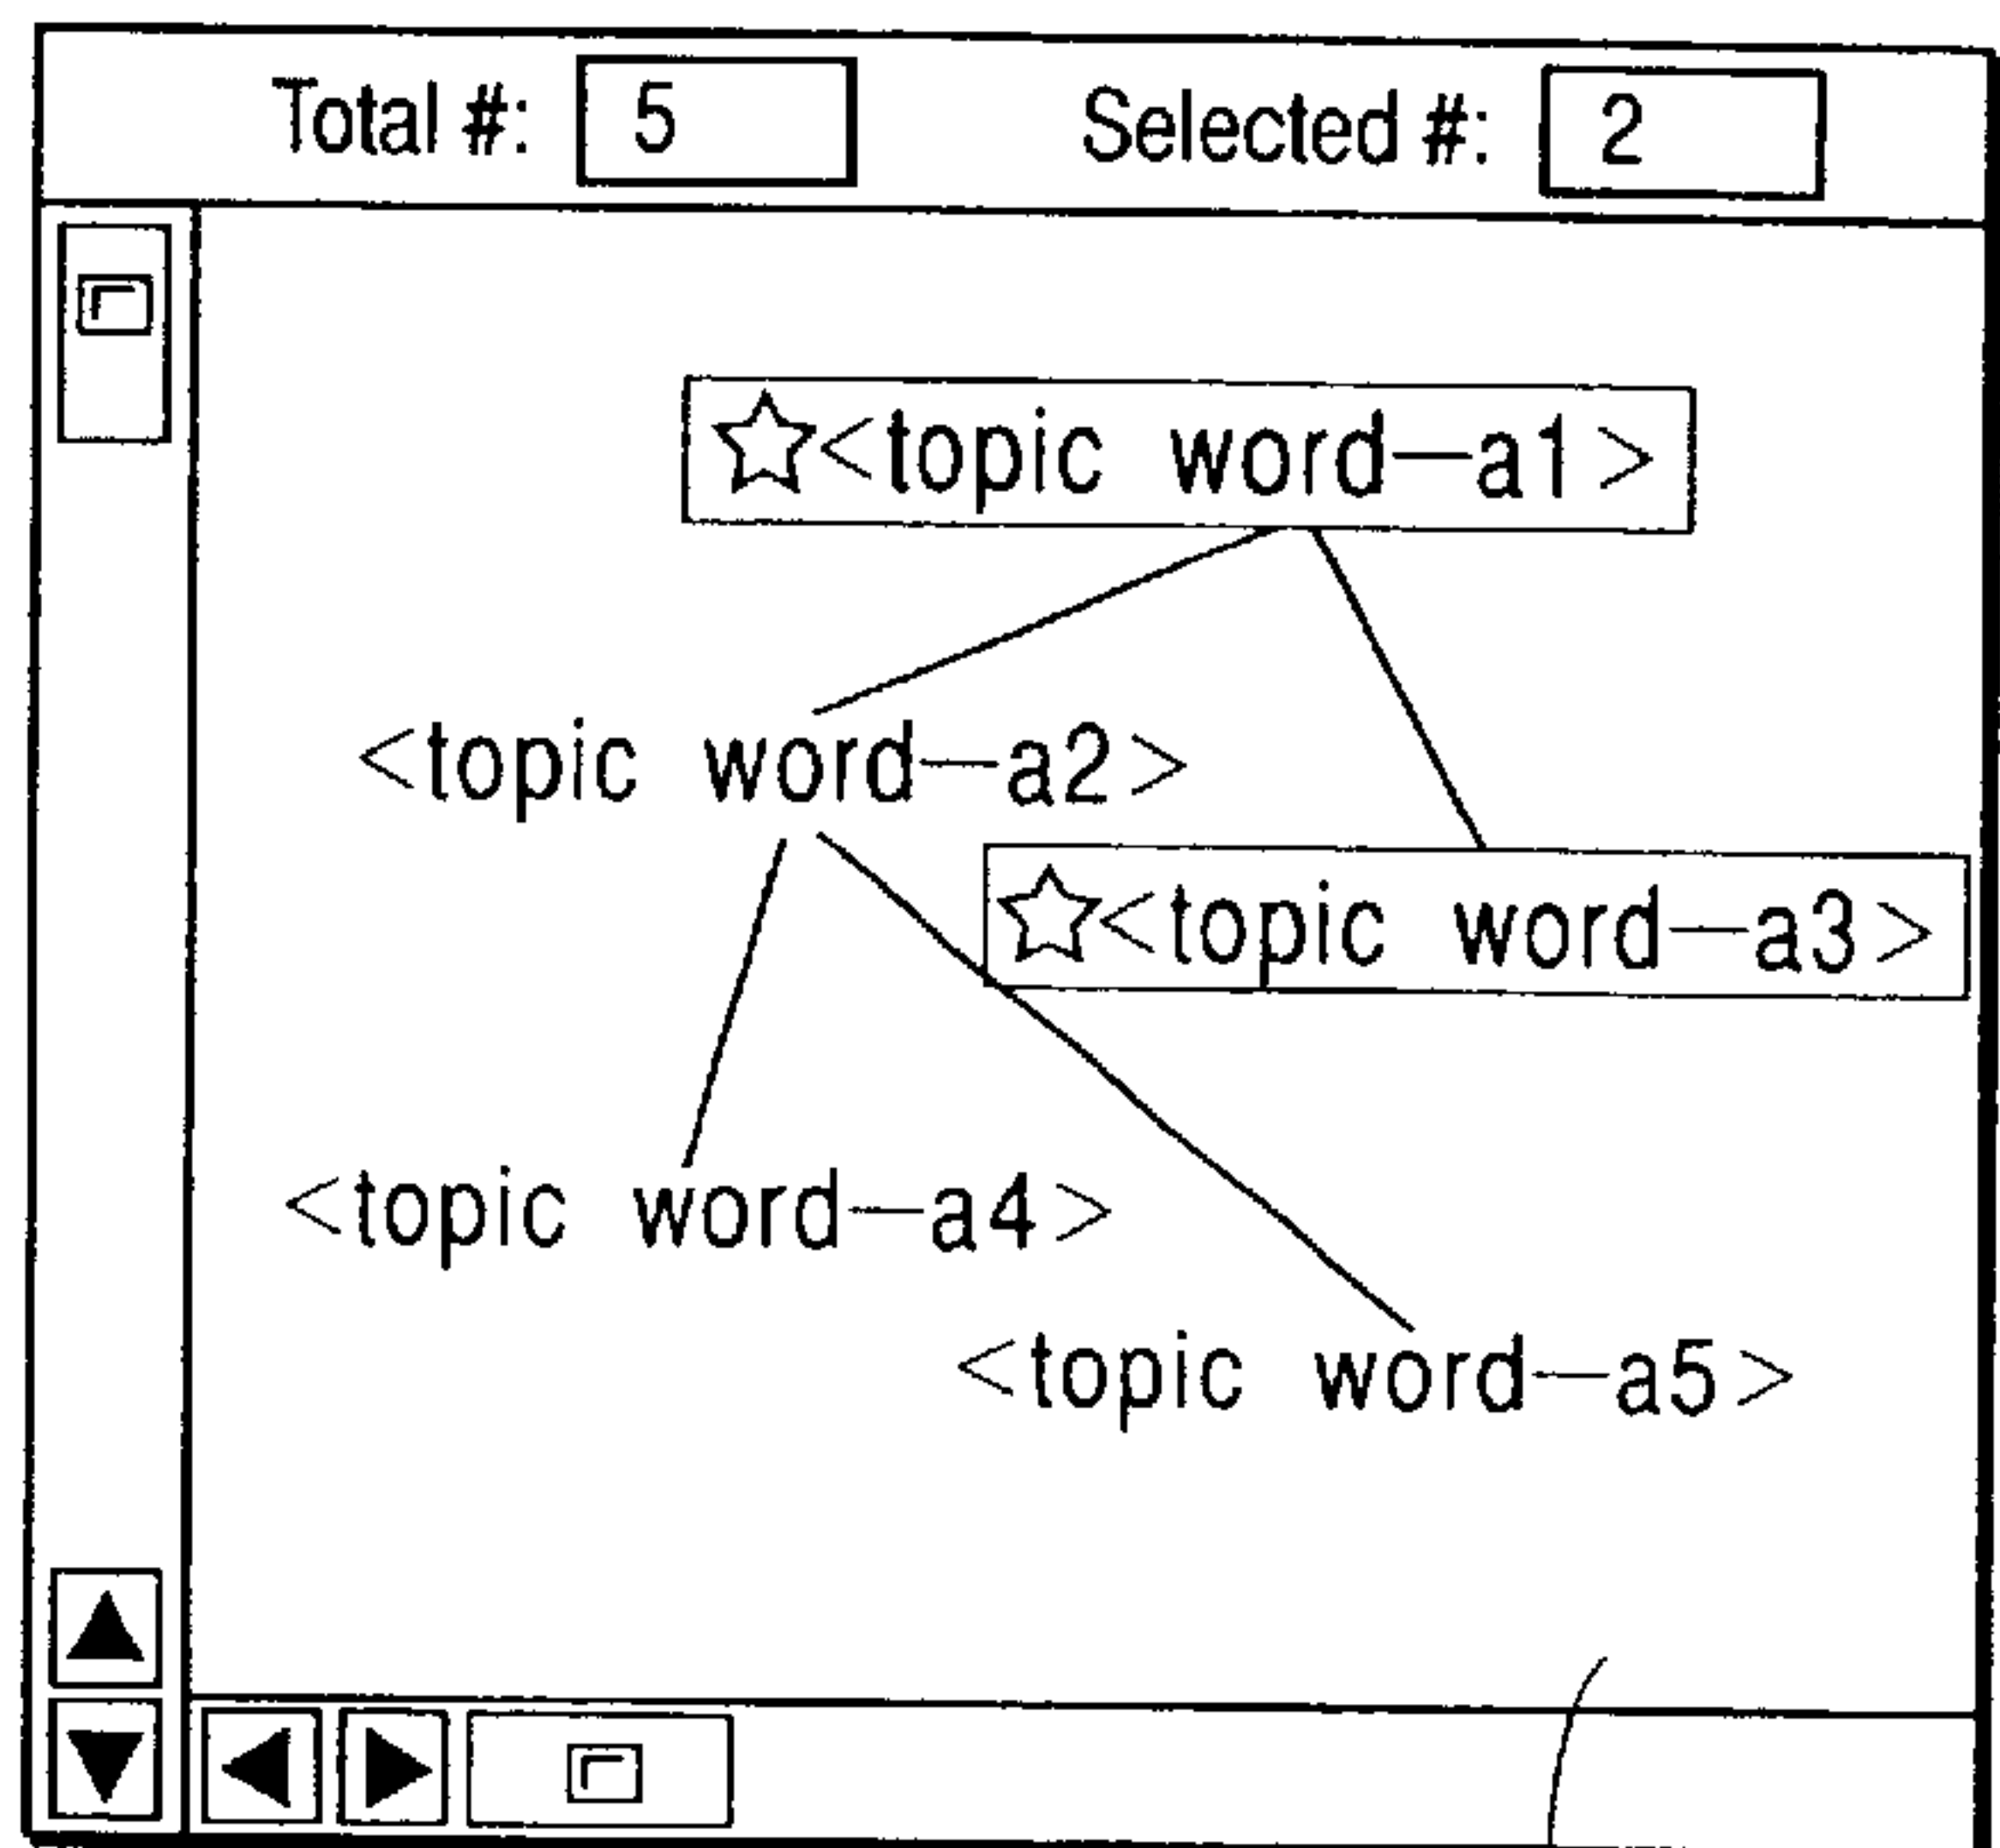 Total #: 5 Selected #: 2
☆<topic word—a1>
<topic word—a2>
☆<topic word—a3>
<topic word—a4>
<topic word—a5>